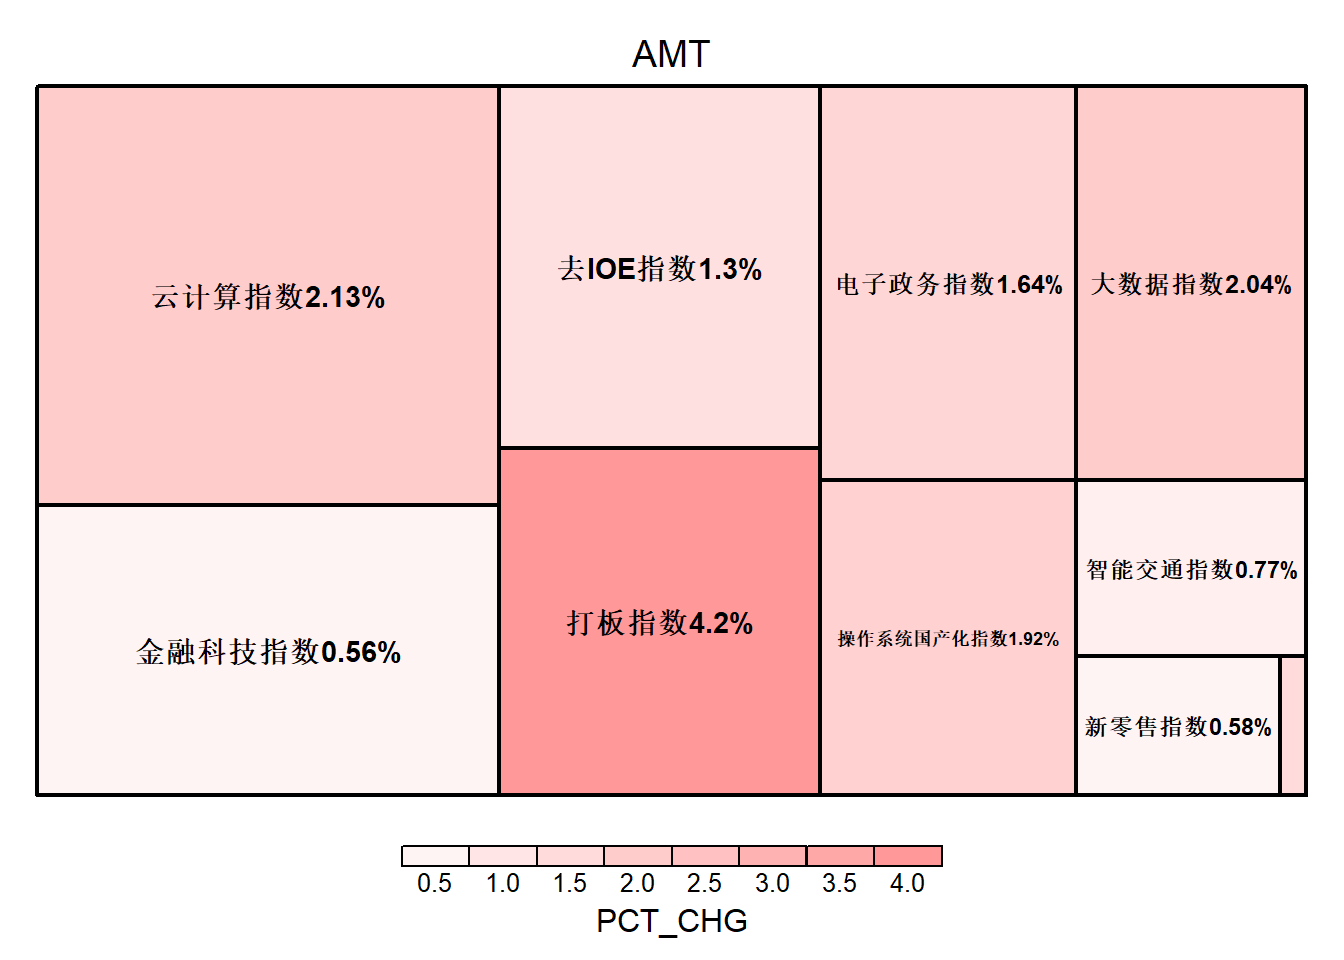 AMT
云计算指数2.13%
去IOE指数1.3%
电子政务指数1.64%
大数据指数2.04%
金融科技指数0.56%
打板指数4.2%
操作系统国产化指数1.92%
智能交通指数0.77%
新零售指数0.58%
0.5 1.0 1.5 2.0 2.5 3.0 3.5 4.0
PCT_CHG